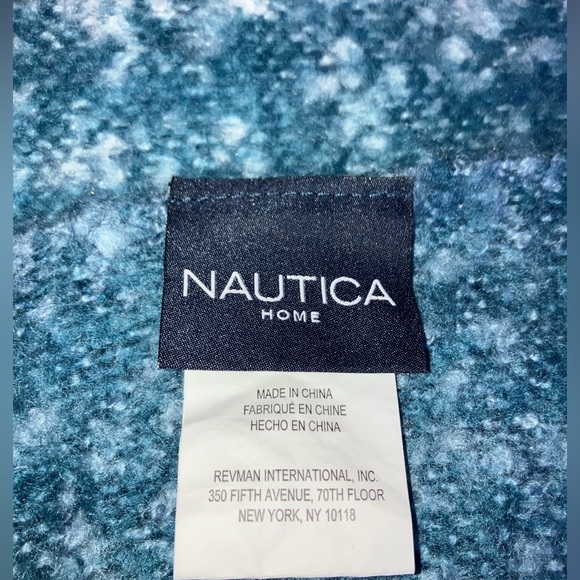 NAUTICA
HOME
MADE IN CHINA
FABRIQUÉ EN CHINE
HECHO EN CHINA
REVMAN INTERNATIONAL, INC.
350 FIFTH AVENUE, 70TH FLOOR
NEW YORK, NY 10118